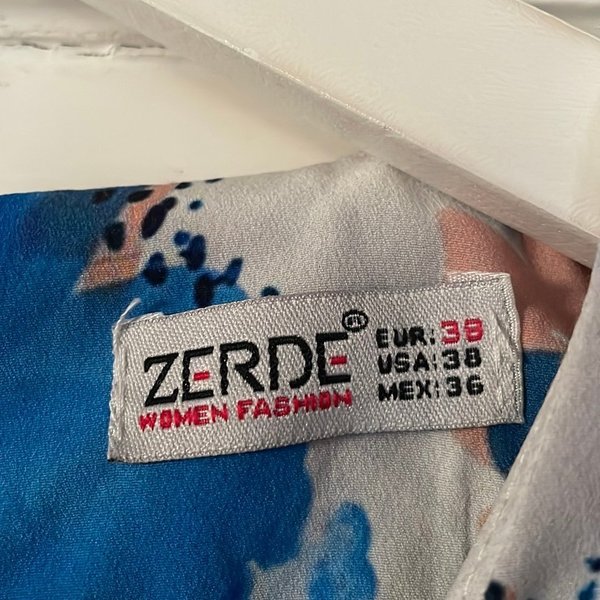 ZERDE ®
WOMEN FASHION
EUR: 38
USA: 38
MEX: 36